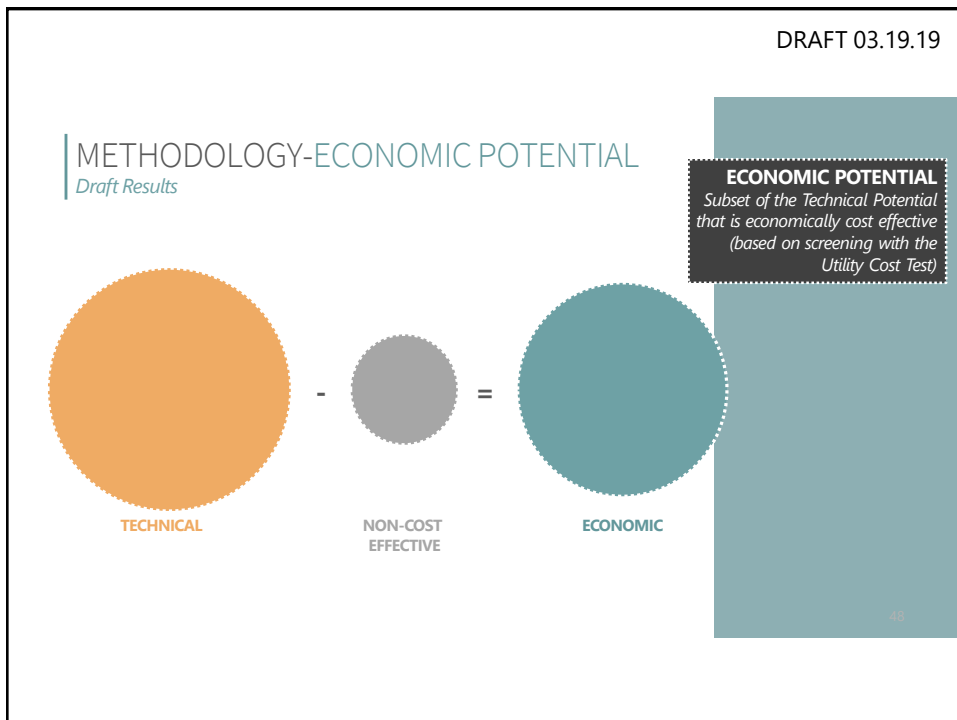 DRAFT 03.19.19
METHODOLOGY-ECONOMIC POTENTIAL
Draft Results
ECONOMIC POTENTIAL
Subset of the Technical Potential
that is economically cost effective
(based on screening with the
Utility Cost Test)
-
=
TECHNICAL
NON-COST
EFFECTIVE
ECONOMIC
48